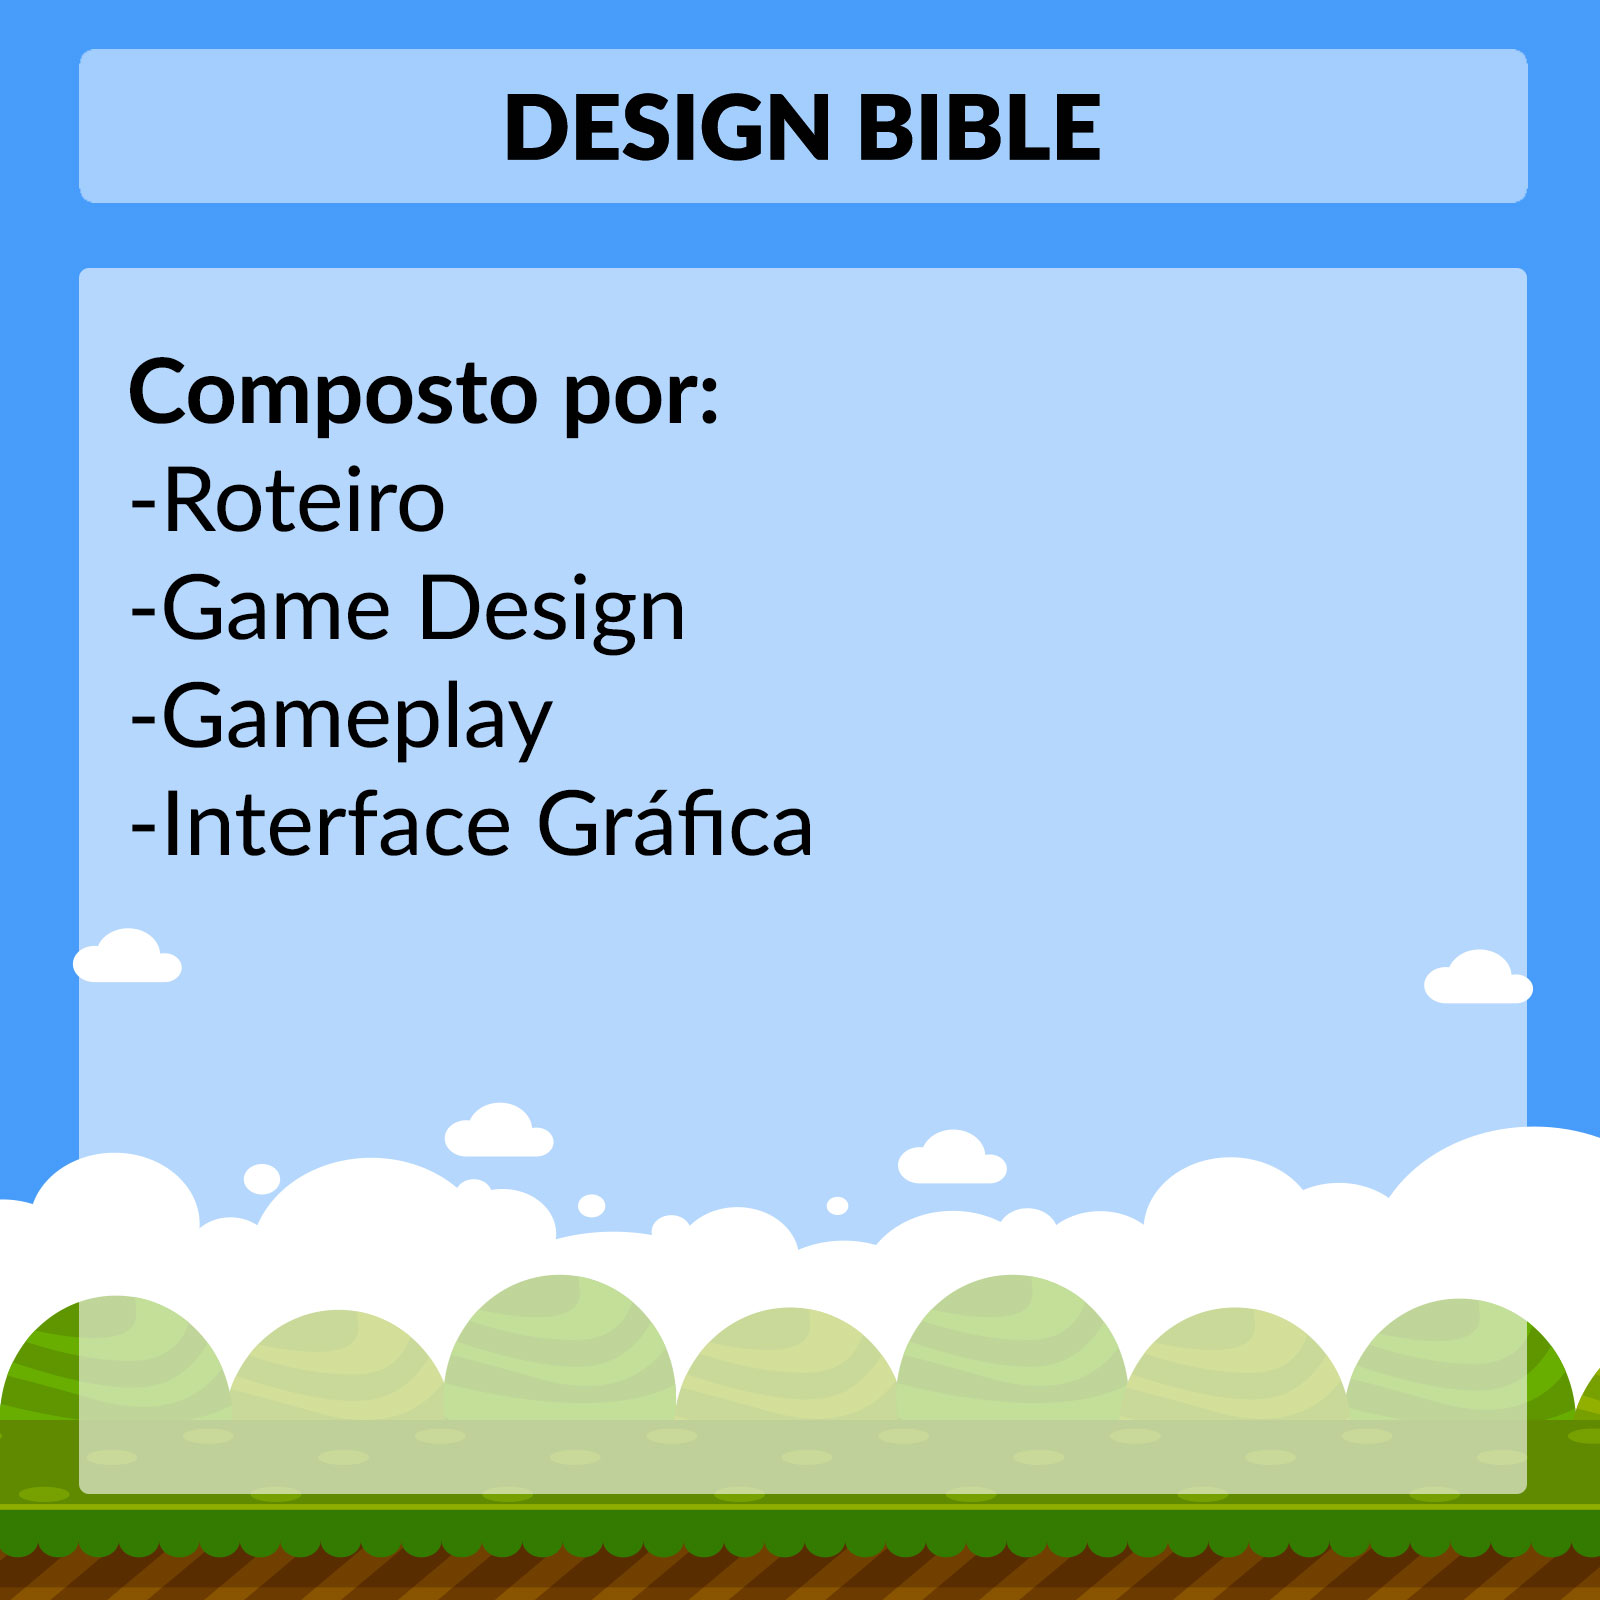 DESIGN BIBLE
Composto por:
-Roteiro
-Game Design
-Gameplay
-Interface Gráfica